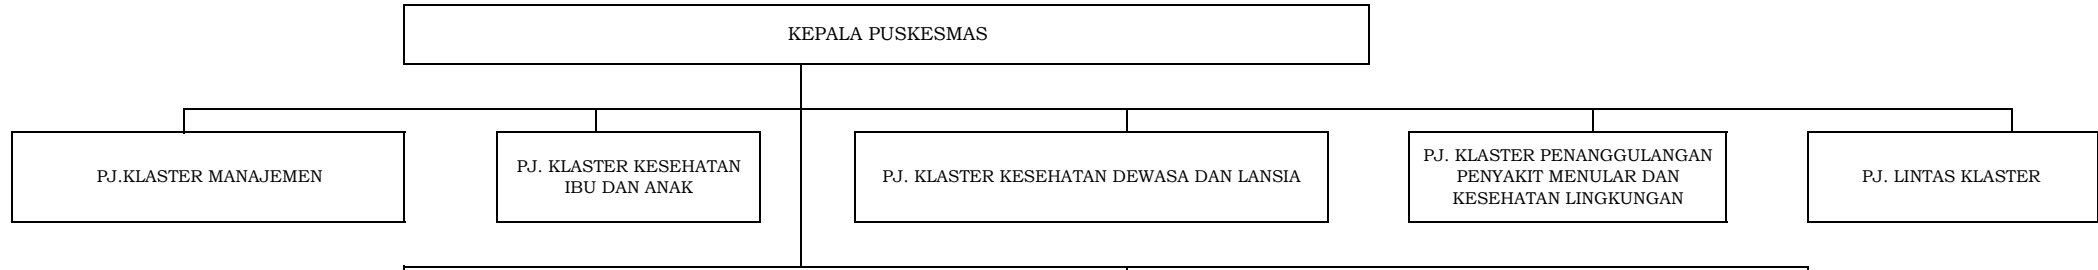 KEPALA PUSKESMAS
PJ.KLASTER MANAJEMEN
PJ. KLASTER KESEHATAN
IBU DAN ANAK
PJ. KLASTER KESEHATAN DEWASA DAN LANSIA
PJ. KLASTER PENANGGULANGAN
PENYAKIT MENULAR DAN
KESEHATAN LINGKUNGAN
PJ. LINTAS KLASTER